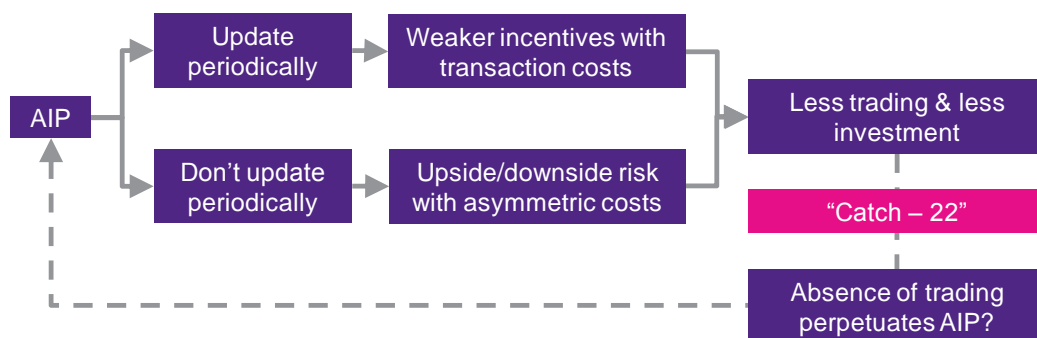 AIP
Update
periodically
Weaker incentives with
transaction costs
Don’t update
periodically
Upside/downside risk
with asymmetric costs
Less trading & less
investment
“Catch – 22”
Absence of trading
perpetuates AIP?